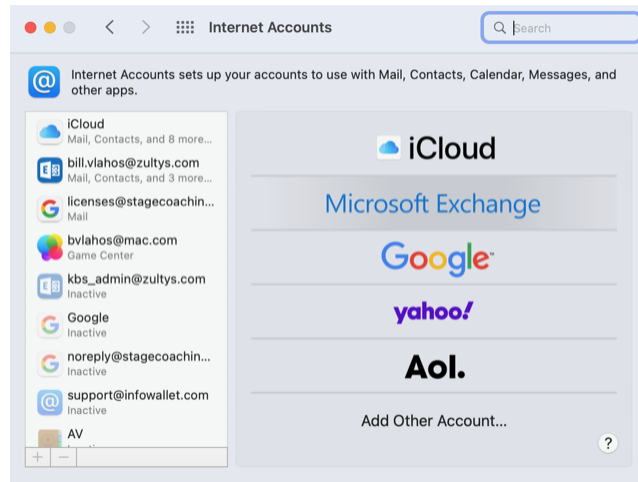 Internet Accounts
Search
Internet Accounts sets up your accounts to use with Mail, Contacts, Calendar, Messages, and
other apps.
iCloud
Mail, Contacts, and 8 more...
bill.vlahos@zultys.com
Mail, Contacts, and 3 more...
licenses@stagecoachin...
Mail
bvlahos@mac.com
Game Center
kbs_admin@zultys.com
Inactive
Google
Inactive
noreply@stagecoachin...
Inactive
support@infowallet.com
Inactive
AV
iCloud
Microsoft Exchange
Google
yahoo!
Aol.
Add Other Account...
?